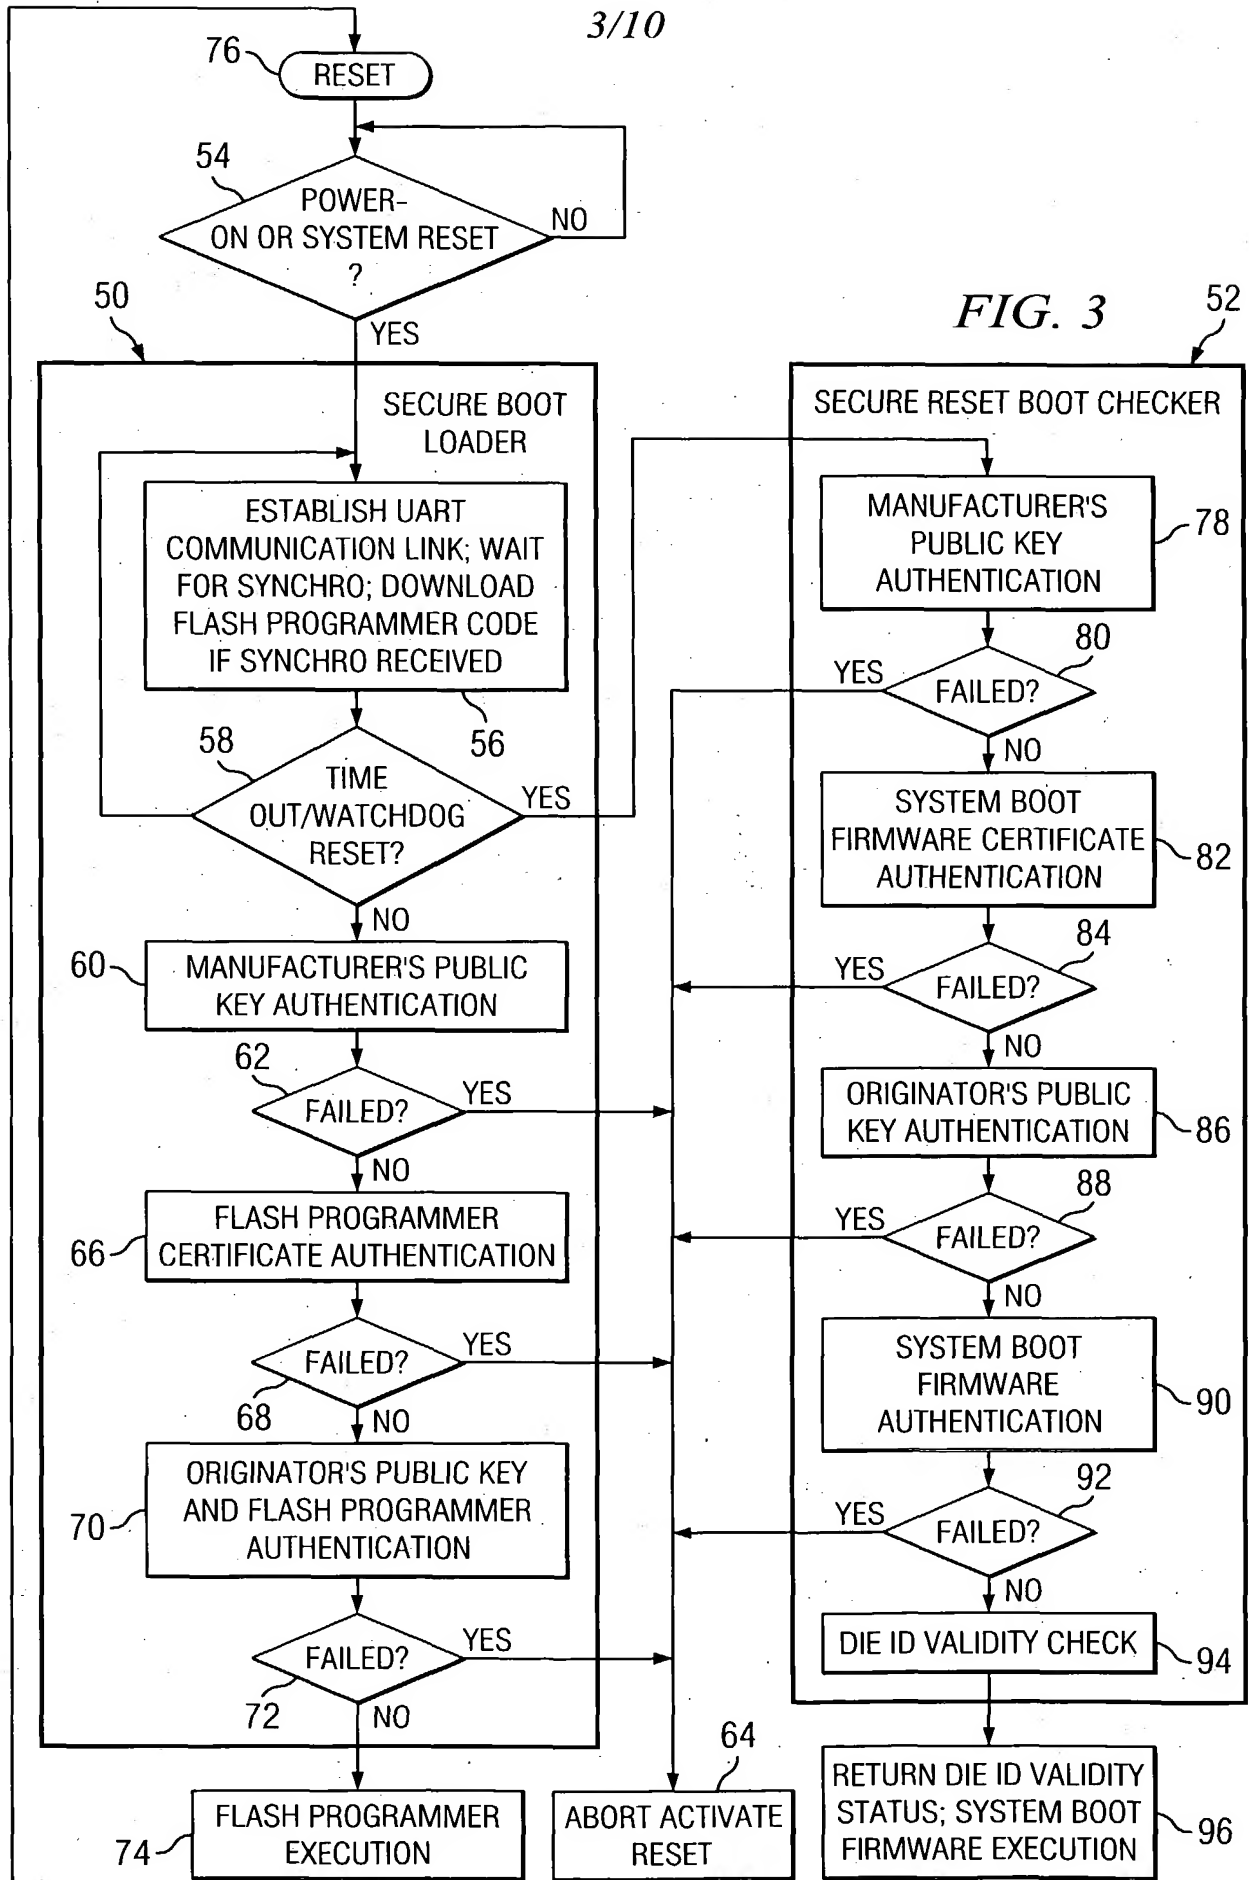 3/10
76
RESET
54
POWER-
ON OR SYSTEM RESET
?
NO
YES
50
FIG. 3
52
SECURE BOOT
LOADER
ESTABLISH UART
COMMUNICATION LINK; WAIT
FOR SYNCHRO; DOWNLOAD
FLASH PROGRAMMER CODE
IF SYNCHRO RECEIVED
56
58
TIME
OUT/WATCHDOG
RESET?
YES
NO
60
MANUFACTURER'S PUBLIC
KEY AUTHENTICATION
62
FAILED?
YES
NO
66
FLASH PROGRAMMER
CERTIFICATE AUTHENTICATION
FAILED?
YES
68
NO
70
ORIGINATOR'S PUBLIC KEY
AND FLASH PROGRAMMER
AUTHENTICATION
FAILED?
YES
72
NO
74
FLASH PROGRAMMER
EXECUTION
64
ABORT ACTIVATE
RESET
SECURE RESET BOOT CHECKER
MANUFACTURER'S
PUBLIC KEY
AUTHENTICATION
78
80
YES
FAILED?
NO
SYSTEM BOOT
FIRMWARE CERTIFICATE
AUTHENTICATION
82
84
YES
FAILED?
NO
ORIGINATOR'S PUBLIC
KEY AUTHENTICATION
86
88
YES
FAILED?
NO
SYSTEM BOOT
FIRMWARE
AUTHENTICATION
90
92
YES
FAILED?
NO
DIE ID VALIDITY CHECK
94
RETURN DIE ID VALIDITY
STATUS; SYSTEM BOOT
FIRMWARE EXECUTION
96